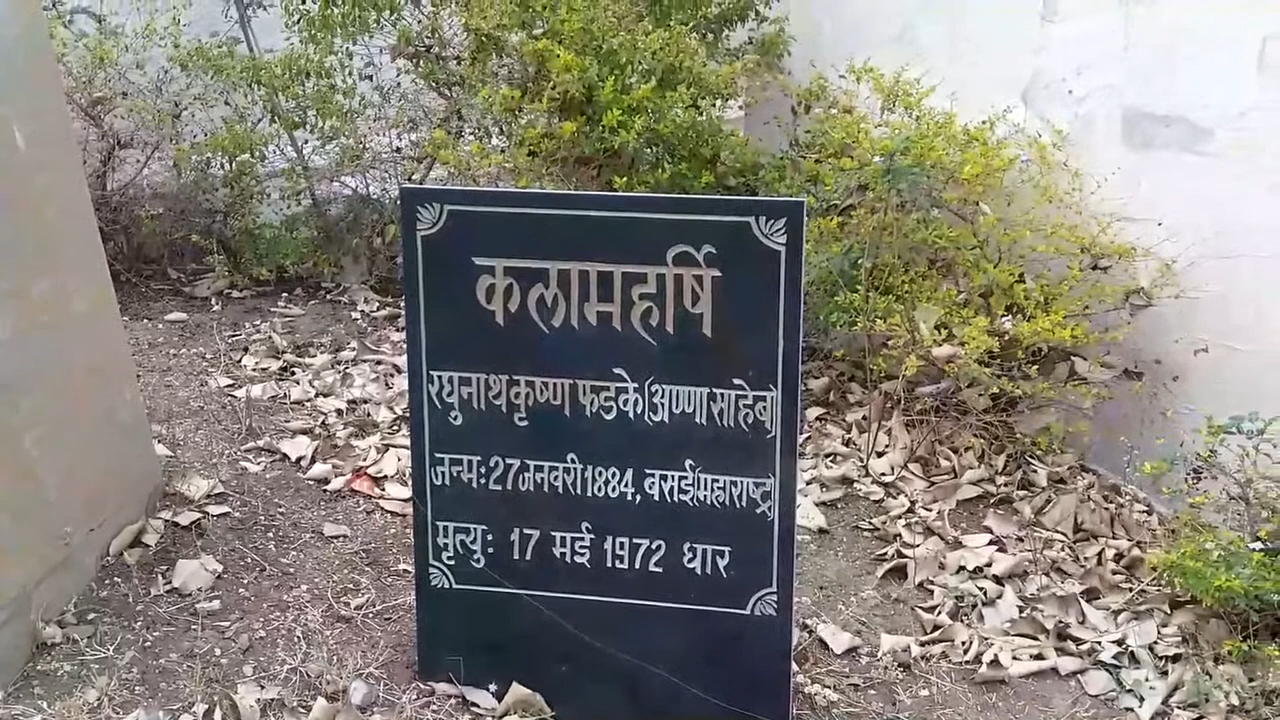 कलामहर्षि
रघुनाथ कृष्ण फडके (अण्णा साहेब)
जन्म: 27 जनवरी 1884, बसई (महाराष्ट्र)
मृत्यु: 17 मई 1972 धार